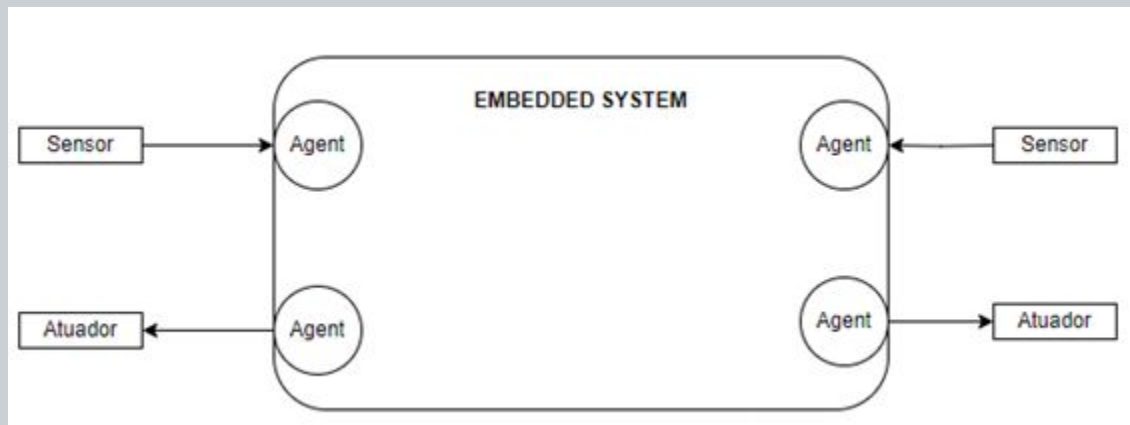 EMBEDDED SYSTEM
Sensor
Agent
Agent
Sensor
Atuador
Agent
Agent
Atuador